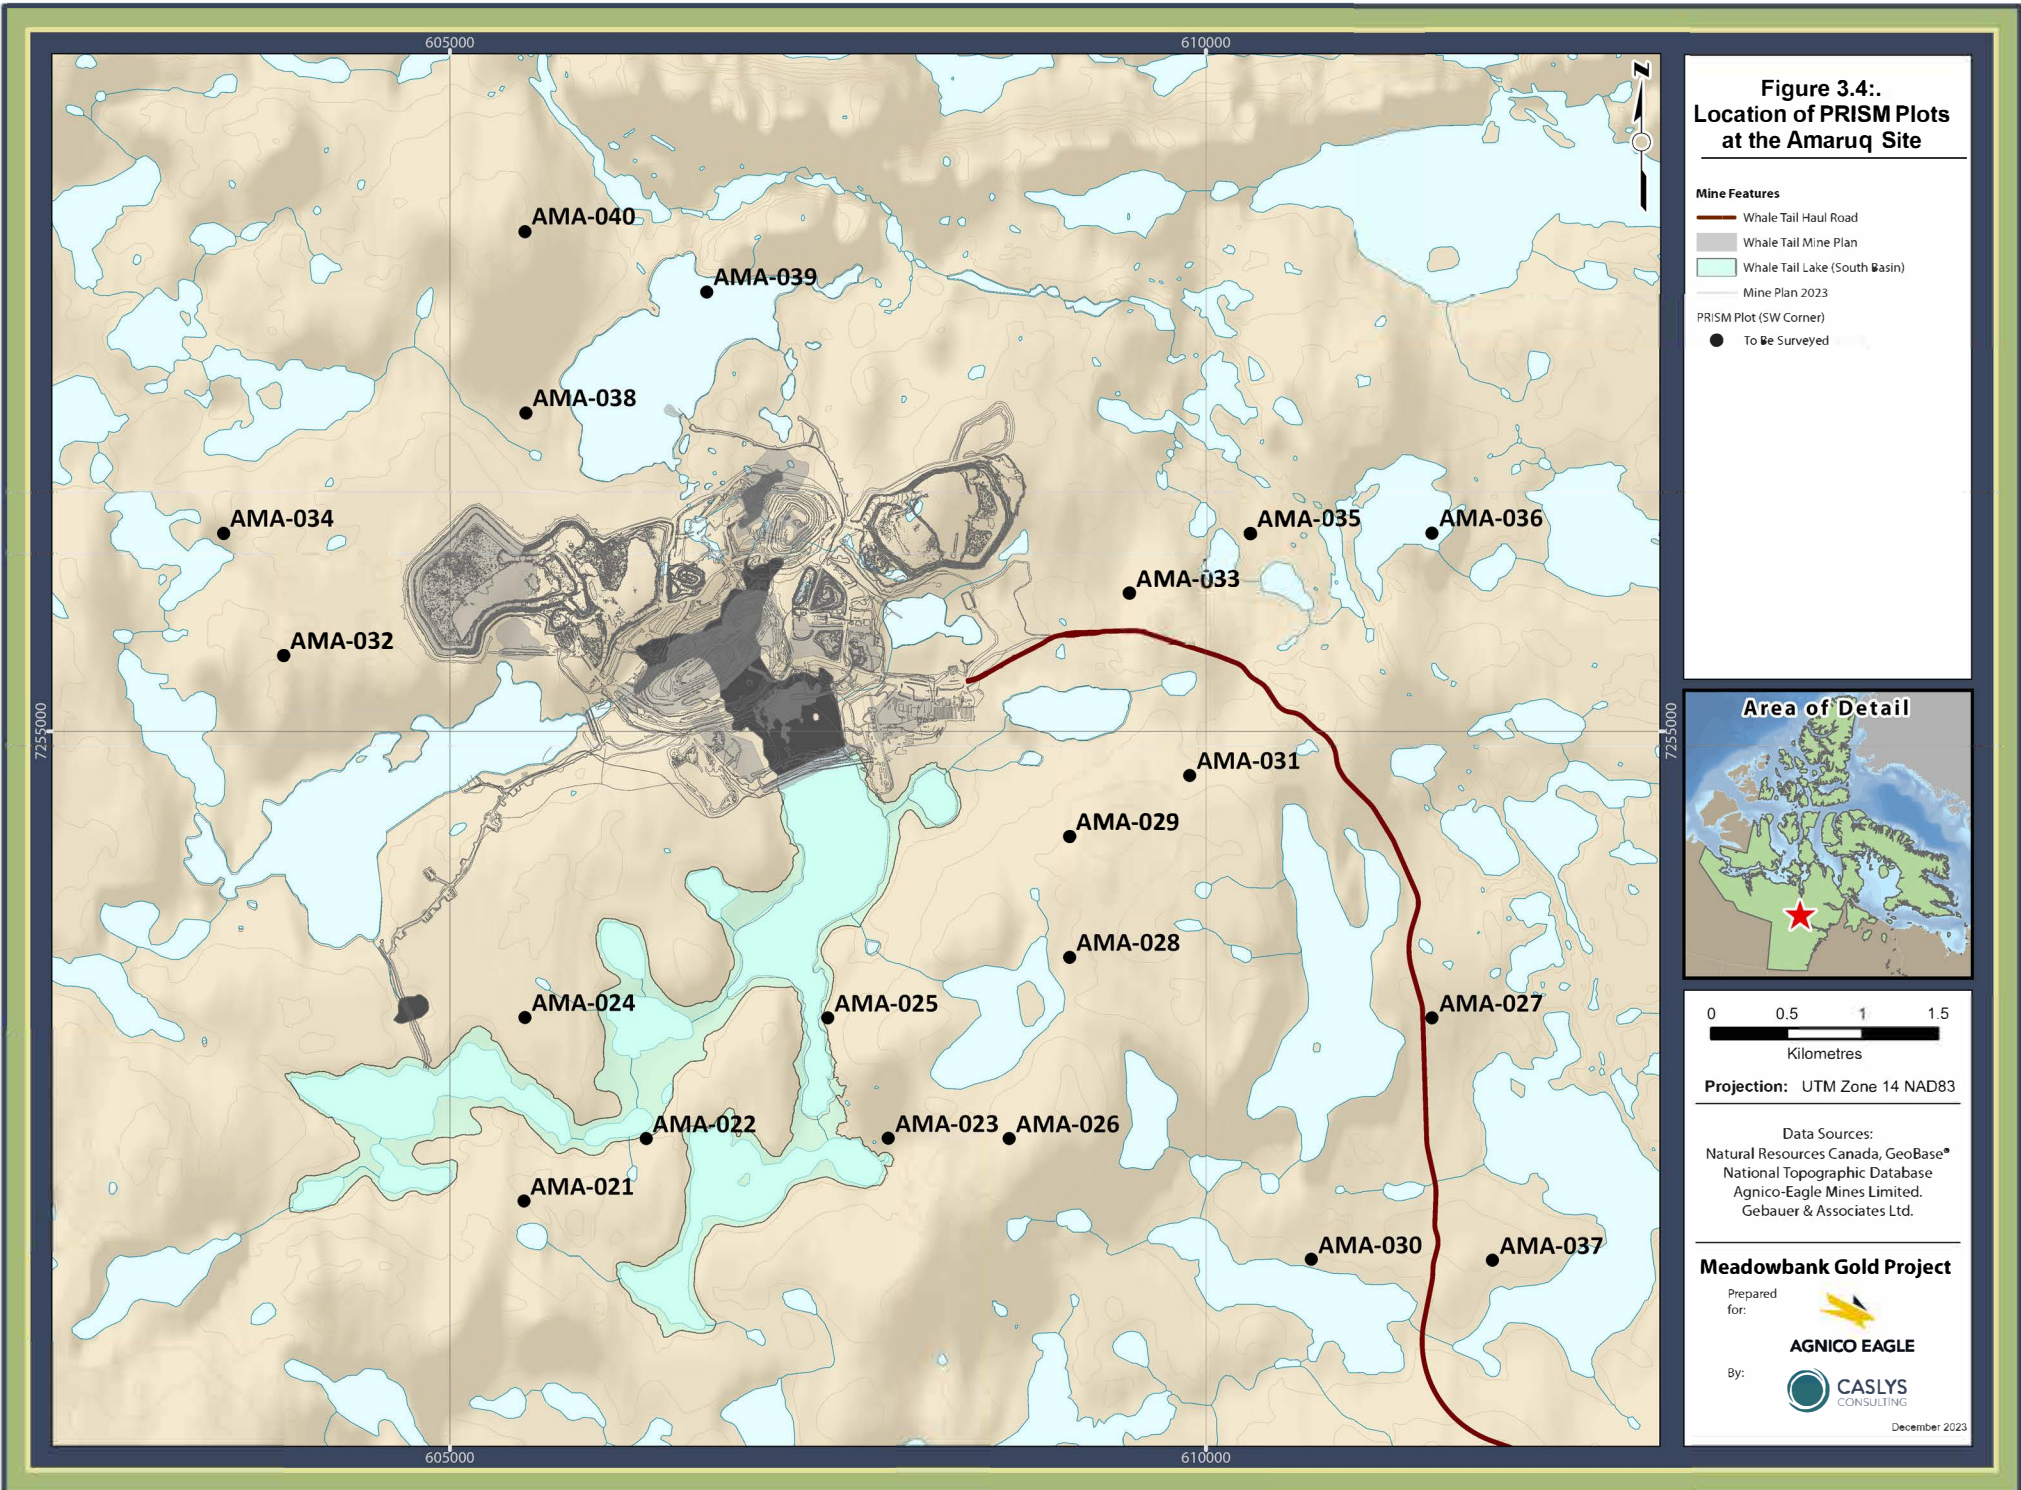 605000
610000
N
AMA-040
AMA-039
AMA-038
AMA-034
AMA-035
AMA-036
AMA-033
AMA-032
7255000
7255000
AMA-031
AMA-029
AMA-028
AMA-024
AMA-025
AMA-027
AMA-022
AMA-023
AMA-026
AMA-021
AMA-030
AMA-037
605000
610000
Figure 3.4:.
Location of PRISM Plots
at the Amaruq Site
Mine Features
Whale Tail Haul Road
Whale Tail Mine Plan
Whale Tail Lake (South Basin)
Mine Plan 2023
PRISM Plot (SW Corner)
To Be Surveyed
Area of Detail
0 0.5 1 1.5
Kilometres
Projection: UTM Zone 14 NAD83
Data Sources:
Natural Resources Canada, GeoBase®
National Topographic Database
Agnico-Eagle Mines Limited.
Gebauer & Associates Ltd.
Meadowbank Gold Project
Prepared
for:
AGNICO EAGLE
By:
CASLYS
CONSULTING
December 2023